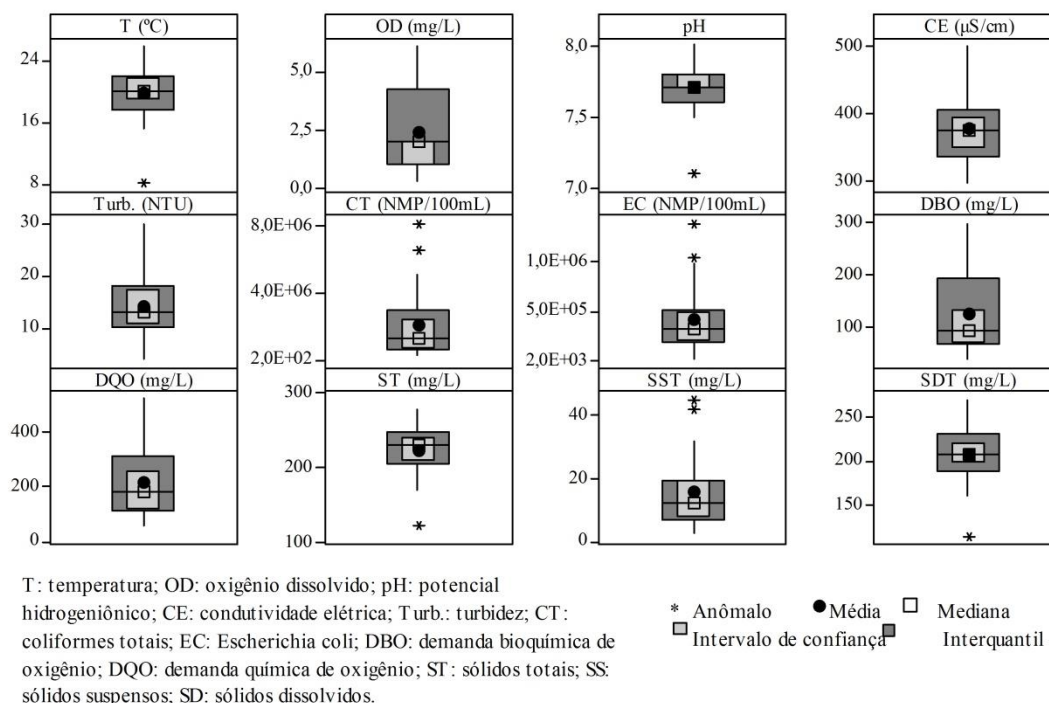 T (ºC) OD (mg/L) pH CE (µS/cm)
24
16
8
5,0
2,5
0,0
8,0
7,5
7,0
500
400
300
Turb. (NTU) CT (NMP/100mL) EC (NMP/100mL) DBO (mg/L)
30
20
10
8,0E+06
4,0E+06
2,0E+02
1,0E+06
5,0E+05
2,0E+03
300
200
100
DQO (mg/L) ST (mg/L) SST (mg/L) SDT (mg/L)
400
200
0
300
200
100
40
20
0
250
200
150
T: temperatura; OD: oxigênio dissolvido; pH: potencial
hidrogeniônico; CE: condutividade elétrica; Turb.: turbidez; CT:
coliformes totais; EC: Escherichia coli; DBO: demanda bioquímica de
oxigênio; DQO: demanda química de oxigênio; ST: sólidos totais; SS:
sólidos suspensos; SD: sólidos dissolvidos.
* Anômalo Média Mediana
Intervalo de confiança Interquantil